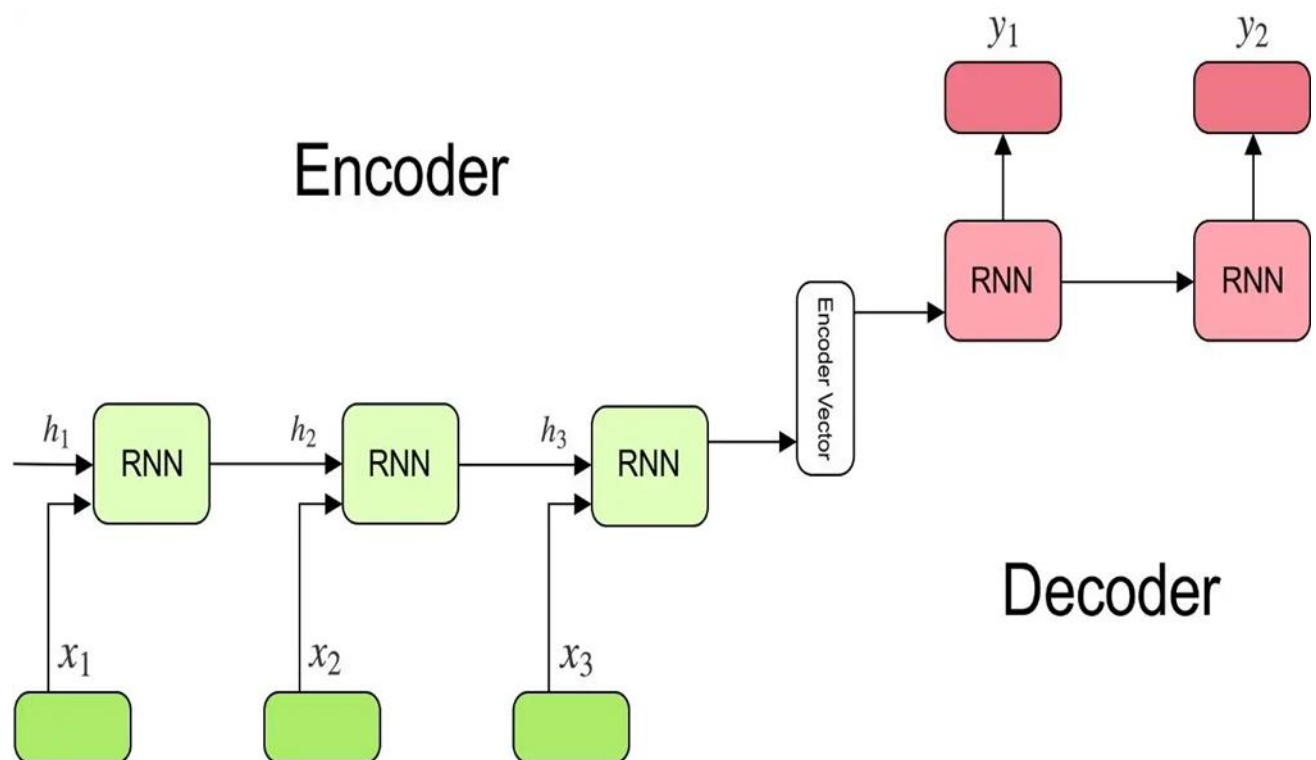 y₁
y₂
Encoder
RNN
RNN
Encoder Vector
h₁
RNN
h₂
RNN
h₃
RNN
Decoder
x₁
x₂
x₃